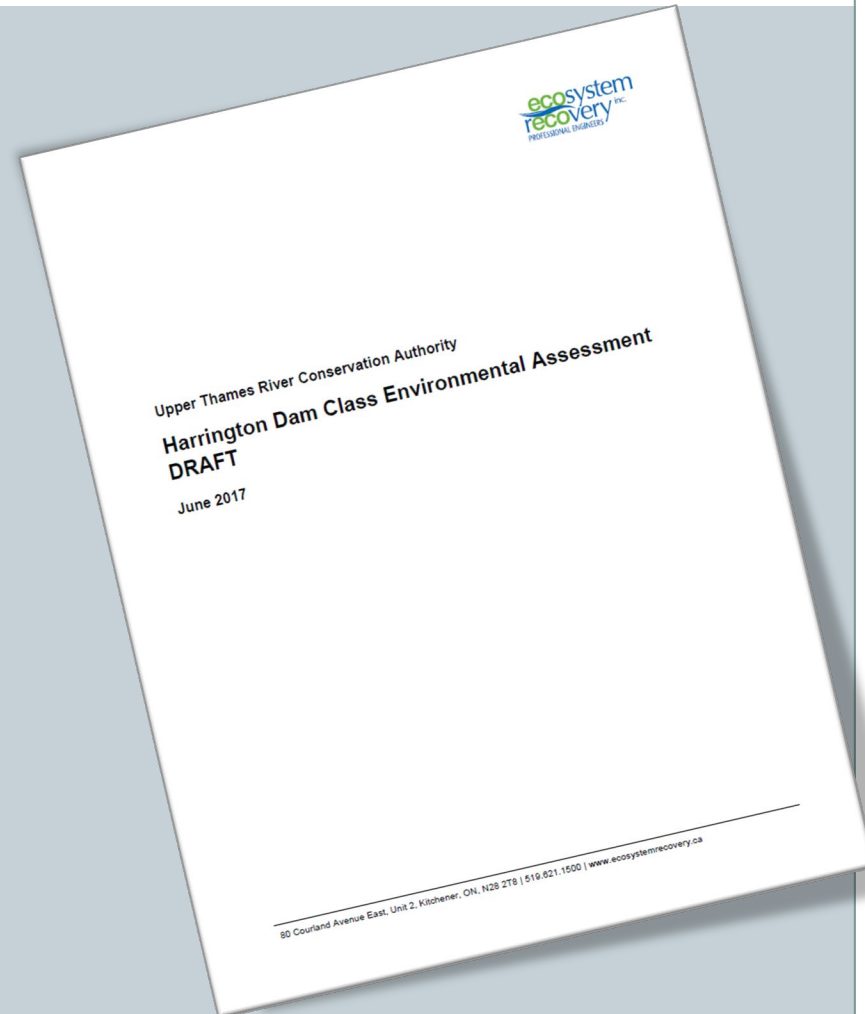 ecosystem
recovery inc.
PROFESSIONAL ENGINEERS
Upper Thames River Conservation Authority
Harrington Dam Class Environmental Assessment
DRAFT
June 2017
80 Courland Avenue East, Unit 2, Kitchener, ON, N2B 2T8 | 519.621.1500 | www.ecosystemrecovery.ca